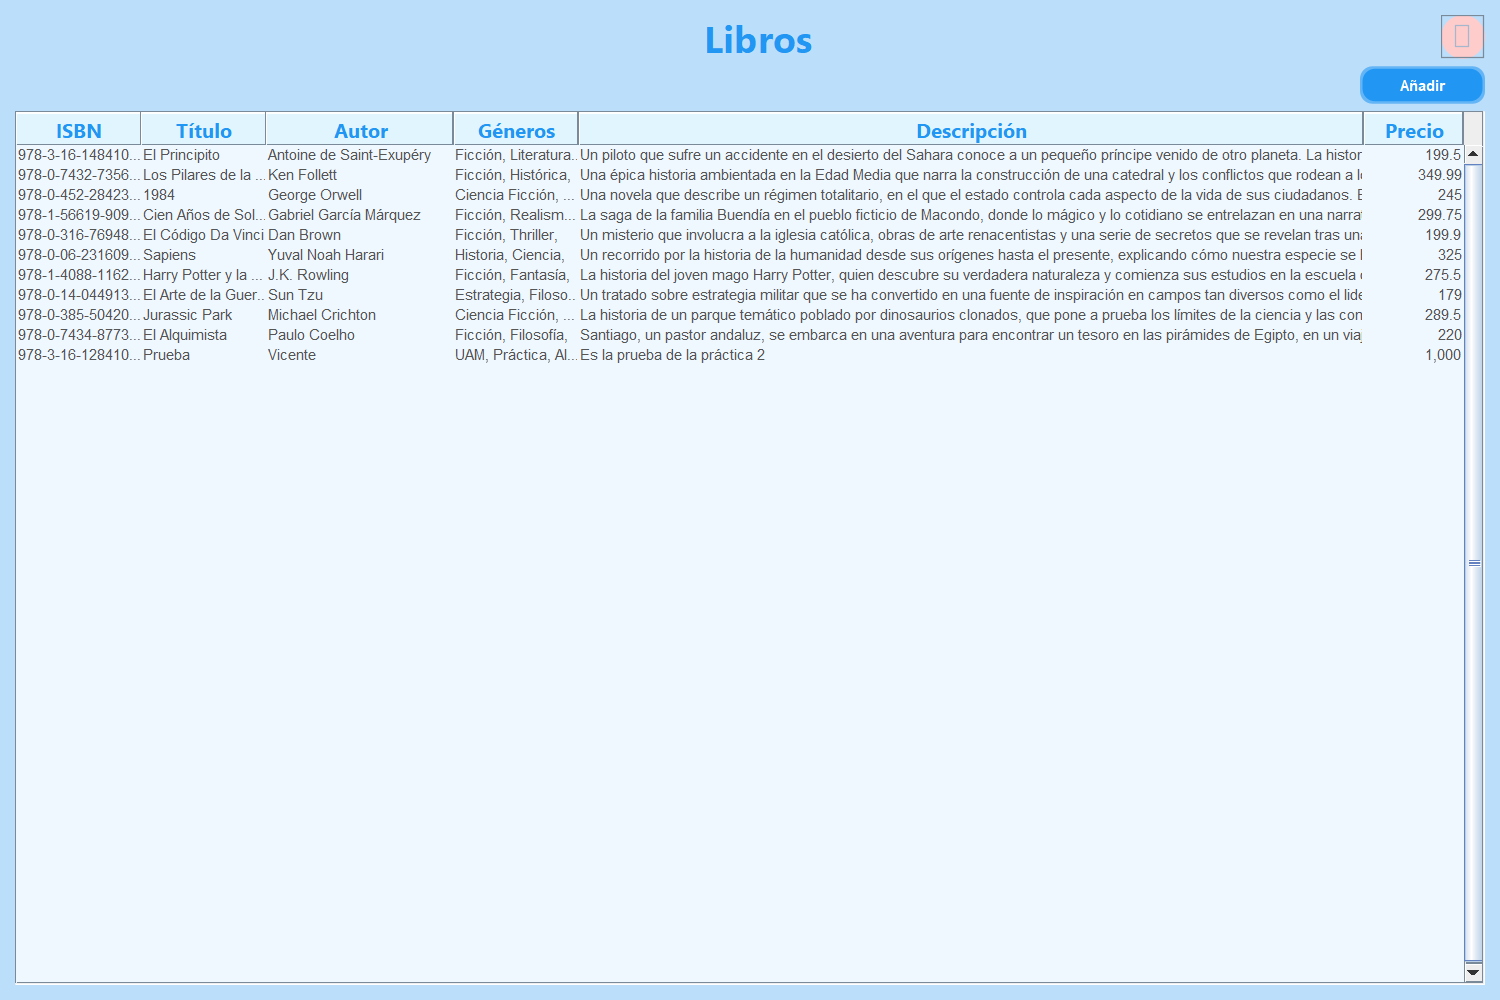 Libros
Añadir
ISBN Título Autor Géneros Descripción Precio
978-3-16-148410... El Principito Antoine de Saint-Exupéry Ficción, Literatura.. Un piloto que sufre un accidente en el desierto del Sahara conoce a un pequeño príncipe venido de otro planeta. La histor 199.5
978-0-7432-7356... Los Pilares de la ... Ken Follett Ficción, Histórica, Una épica historia ambientada en la Edad Media que narra la construcción de una catedral y los conflictos que rodean a 349.99
978-0-452-28423... 1984 George Orwell Ciencia Ficción, ... Una novela que describe un régimen totalitario, en el que el estado controla cada aspecto de la vida de sus ciudadanos. 245
978-1-56619-909... Cien Años de Sol... Gabriel García Márquez Ficción, Realism... La saga de la familia Buendía en el pueblo ficticio de Macondo, donde lo mágico y lo cotidiano se entrelazan en una narra 299.75
978-0-316-76948... El Código Da Vinci Dan Brown Ficción, Thriller, Un misterio que involucra a la iglesia católica, obras de arte renacentistas y una serie de secretos que se revelan tras un 199.9
978-0-06-231609... Sapiens Yuval Noah Harari Historia, Ciencia, Un recorrido por la historia de la humanidad desde sus orígenes hasta el presente, explicando cómo nuestra especie se 325
978-1-4088-1162... Harry Potter y la ... J.K. Rowling Ficción, Fantasía, La historia del joven mago Harry Potter, quien descubre su verdadera naturaleza y comienza sus estudios en la escuela 275.5
978-0-14-044913... El Arte de la Guer.. Sun Tzu Estrategia, Filoso.. Un tratado sobre estrategia militar que se ha convertido en una fuente de inspiración en campos tan diversos como el lide 179
978-0-385-50420... Jurassic Park Michael Crichton Ciencia Ficción, ... La historia de un parque temático poblado por dinosaurios clonados, que pone a prueba los límites de la ciencia y las con 289.5
978-0-7434-8773... El Alquimista Paulo Coelho Ficción, Filosofía, Santiago, un pastor andaluz, se embarca en una aventura para encontrar un tesoro en las pirámides de Egipto, en un via 220
978-3-16-128410... Prueba Vicente UAM, Práctica, Al... Es la prueba de la práctica 2 1,000